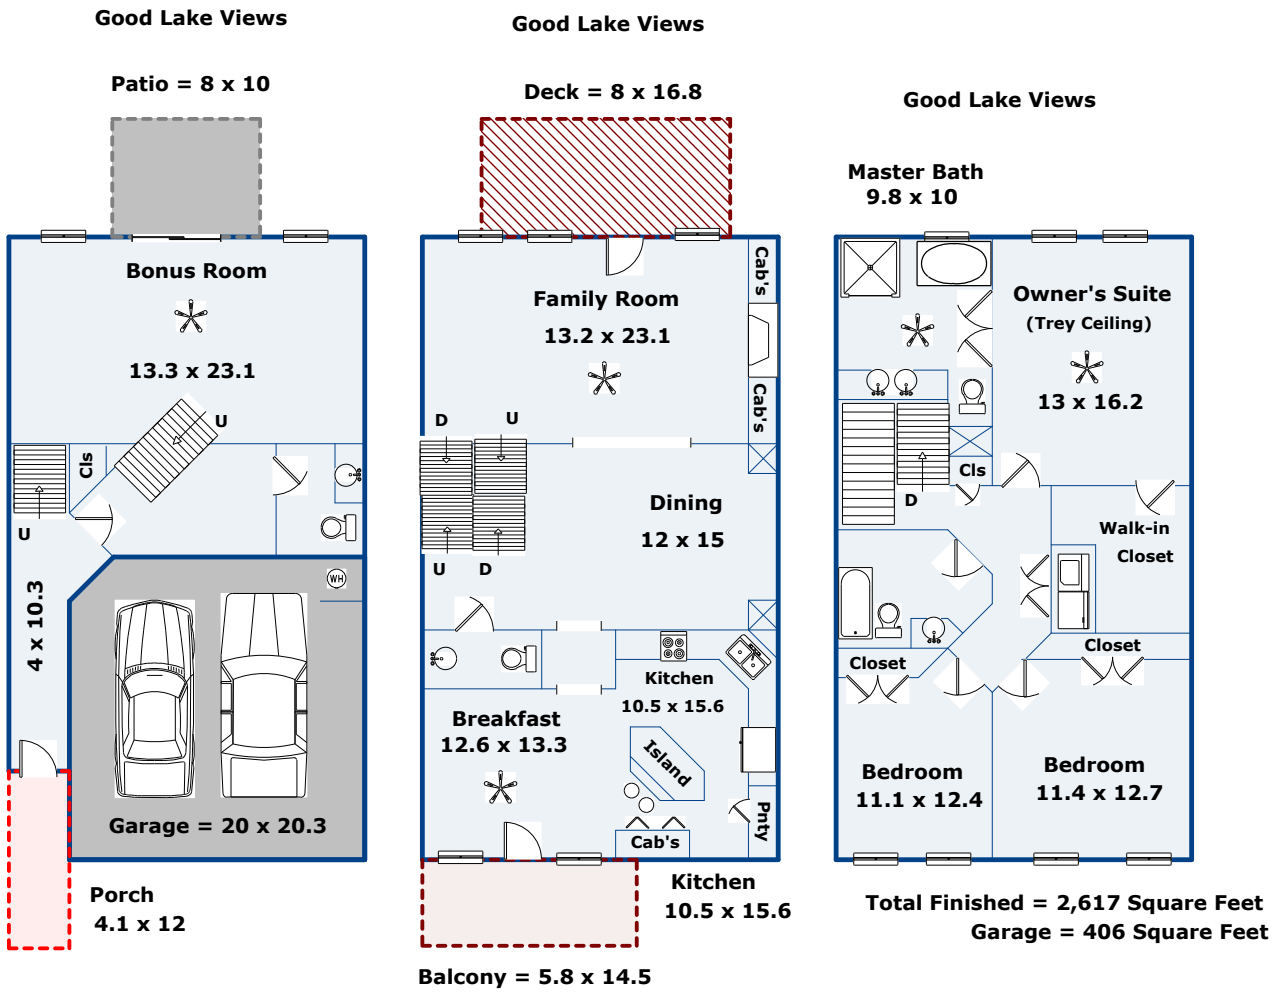 Good Lake Views
Patio = 8 x 10
Bonus Room
13.3 x 23.1
U
Cls
U
4 x 10.3
WH
Garage = 20 x 20.3
Porch
4.1 x 12
Good Lake Views
Deck = 8 x 16.8
Cab's
Family Room
13.2 x 23.1
Cab's
D
U
Dining
12 x 15
U
D
Kitchen
10.5 x 15.6
Breakfast
12.6 x 13.3
Island
Pnty
Cab's
Kitchen
10.5 x 15.6
Balcony = 5.8 x 14.5
Good Lake Views
Master Bath
9.8 x 10
Owner's Suite
(Trey Ceiling)
13 x 16.2
Cls
D
Walk-in
Closet
Closet
Closet
Bedroom
11.1 x 12.4
Bedroom
11.4 x 12.7
Total Finished = 2,617 Square Feet
Garage = 406 Square Feet